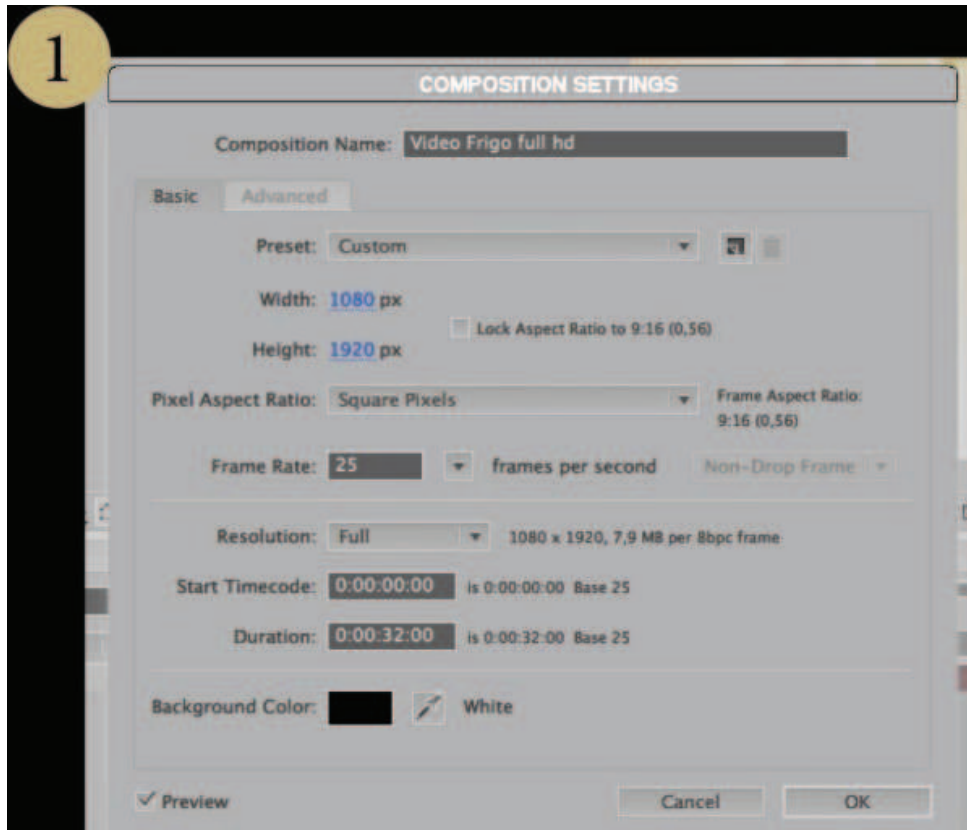 1
COMPOSITION SETTINGS
Composition Name: Video Frigo full hd
Basic Advanced
Preset: Custom
Width: 1080 px
Lock Aspect Ratio to 9:16 (0,56)
Height: 1920 px
Pixel Aspect Ratio: Square Pixels Frame Aspect Ratio:
9:16 (0,56)
Frame Rate: 25 frames per second Non-Drop Frame
Resolution: Full 1080 x 1920, 7,9 MB per 8bpc frame
Start Timecode: 0:00:00:00 is 0:00:00:00 Base 25
Duration: 0:00:32:00 is 0:00:32:00 Base 25
Background Color: White
Preview Cancel OK